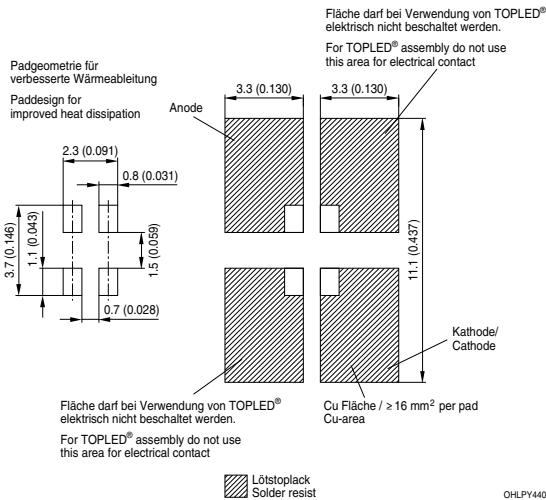 Fläche darf bei Verwendung von TOPLED®
elektrisch nicht beschaltet werden.
For TOPLED® assembly do not use
this area for electrical contact
Padgeometrie für
verbesserte Wärmeableitung
Paddesign for
improved heat dissipation
3.3 (0.130)
3.3 (0.130)
Anode
2.3 (0.091)
0.8 (0.031)
3.7 (0.146)
1.1 (0.043)
1.5 (0.059)
11.1 (0.437)
0.7 (0.028)
Kathode/
Cathode
Fläche darf bei Verwendung von TOPLED®
elektrisch nicht beschaltet werden.
For TOPLED® assembly do not use
this area for electrical contact
Cu Fläche / ≥ 16 mm² per pad
Cu-area
Lötstoplack
Solder resist
OHLPY440